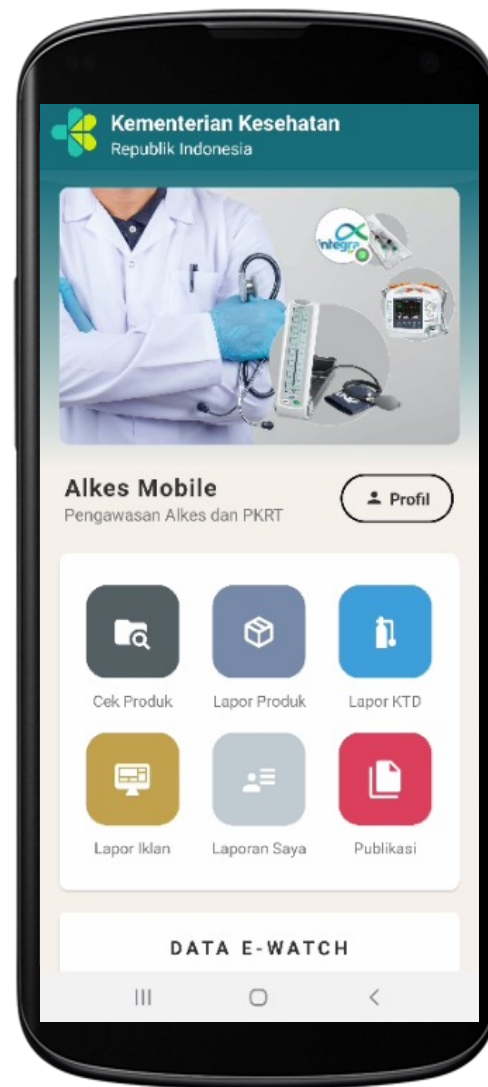 Kementerian Kesehatan
Republik Indonesia
Integra
Alkes Mobile
Pengawasan Alkes dan PKRT
Profil
Cek Produk
Lapor Produk
Lapor KTD
Lapor Iklan
Laporan Saya
Publikasi
DATA E-WATCH